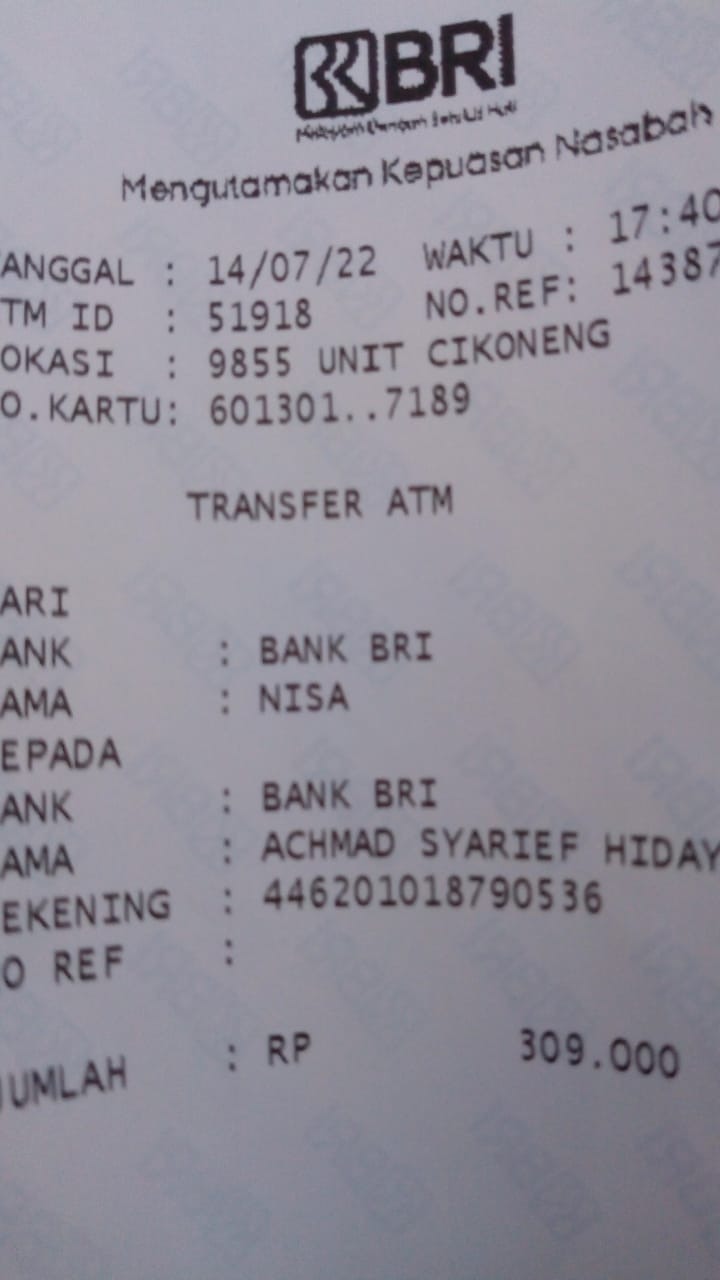 BRI
Mengutamakan Kepuasan Nasabah
ANGGAL : 14/07/22 WAKTU : 17:40
TM ID : 51918 NO.REF: 14387
OKASI : 9855 UNIT CIKONENG
O.KARTU: 601301..7189
TRANSFER ATM
ARI
ANK : BANK BRI
AMA : NISA
EPADA
ANK : BANK BRI
AMA : ACHMAD SYARIEF HIDAY
EKENING : 446201018790536
O REF :
JUMLAH : RP 309.000